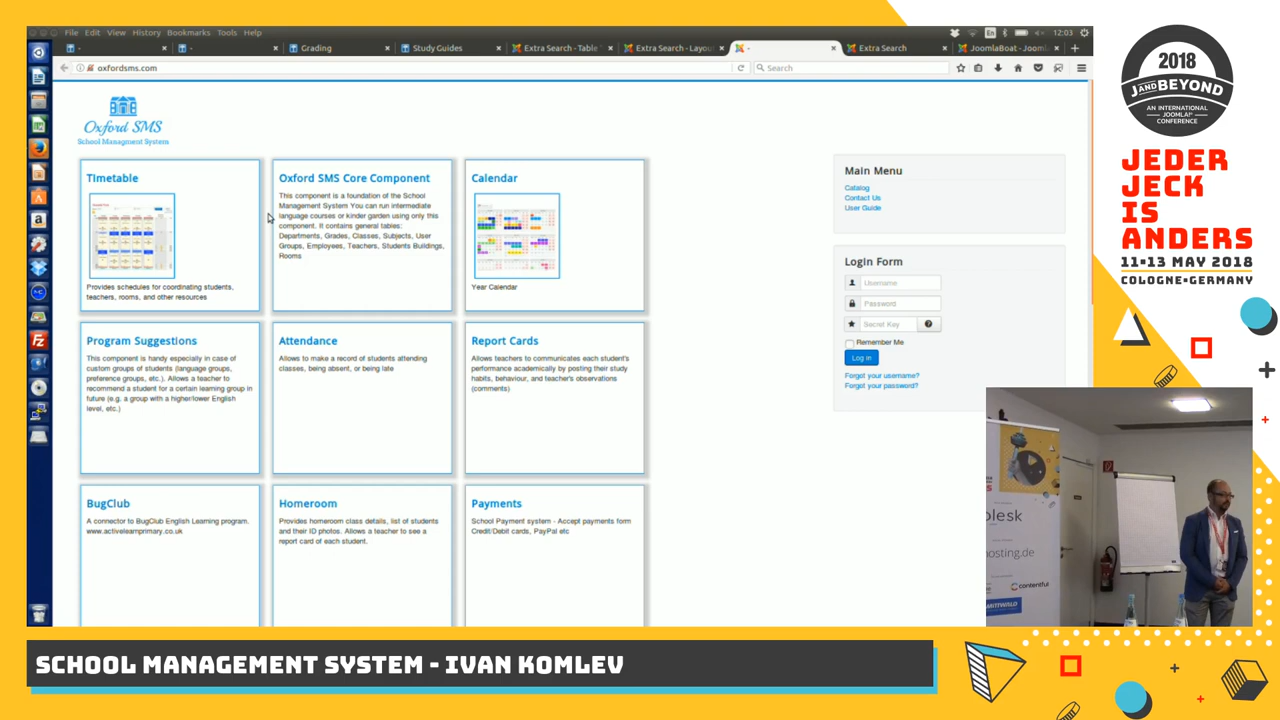 File Edit View History Bookmarks Tools Help
En
12:03
Grading
Study Guides
Extra Search - Table
Extra Search - Layou
Extra Search
JoomlaBoat - Jooml
oxfordsms.com
Search
Oxford SMS
School Managment System
Timetable
Provides schedules for coordinating students,
teachers, rooms, and other resources
Oxford SMS Core Component
This component is a foundation of the School
Management System You can run intermediate
language courses or kinder garden using only this
component. It contains general tables:
Departments, Grades, Classes, Subjects, User
Groups, Employees, Teachers, Students Buildings,
Rooms
Calendar
Year Calendar
Program Suggestions
This component is handy especially in case of
custom groups of students (language groups,
preference groups, etc.). Allows a teacher to
recommend a student for a certain learning group in
future (e.g. a group with a higher/lower English
level, etc.)
Attendance
Allows to make a record of students attending
classes, being absent, or being late
Report Cards
Allows teachers to communicates each student's
performance academically by posting their study
habits, behaviour, and teacher's observations
(comments)
BugClub
A connector to BugClub English Learning program.
www.activelearnprimary.co.uk
Homeroom
Provides homeroom class details, list of students
and their ID photos. Allows a teacher to see a
report card of each student.
Payments
School Payment system - Accept payments form
Credit/Debit cards, PayPal etc
Main Menu
Catalog
Contact Us
User Guide
Login Form
Username
Password
Secret Key
Remember Me
Log in
Forgot your username?
Forgot your password?
2018
JANDBEYOND
AN INTERNATIONAL
JOOMLA!
CONFERENCE
JEDER
JECK
IS
ANDERS
11•13 MAY 2018
COLOGNE•GERMANY
plesk
hosting.de
contentful
MITTWALD
SCHOOL MANAGEMENT SYSTEM - IVAN KOMLEV